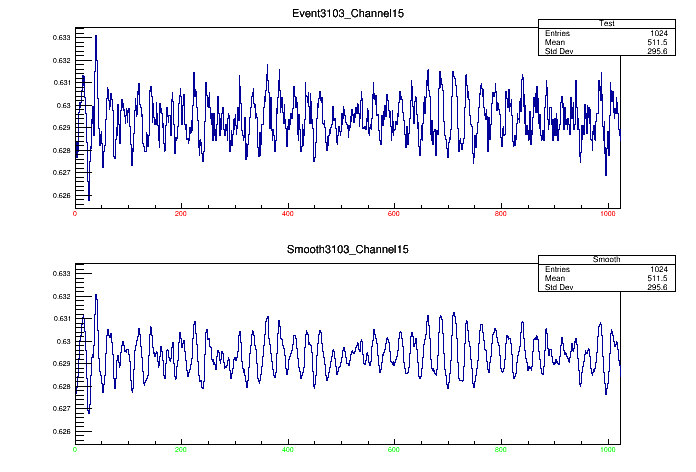 Event3103_Channel15
Test
Entries 1024
Mean 511.5
Std Dev 295.6
0.633
0.632
0.631
0.63
0.629
0.628
0.627
0.626
0 200 400 600 800 1000
Smooth3103_Channel15
Smooth
Entries 1024
Mean 511.5
Std Dev 295.6
0.633
0.632
0.631
0.63
0.629
0.628
0.627
0.626
0 200 400 600 800 1000